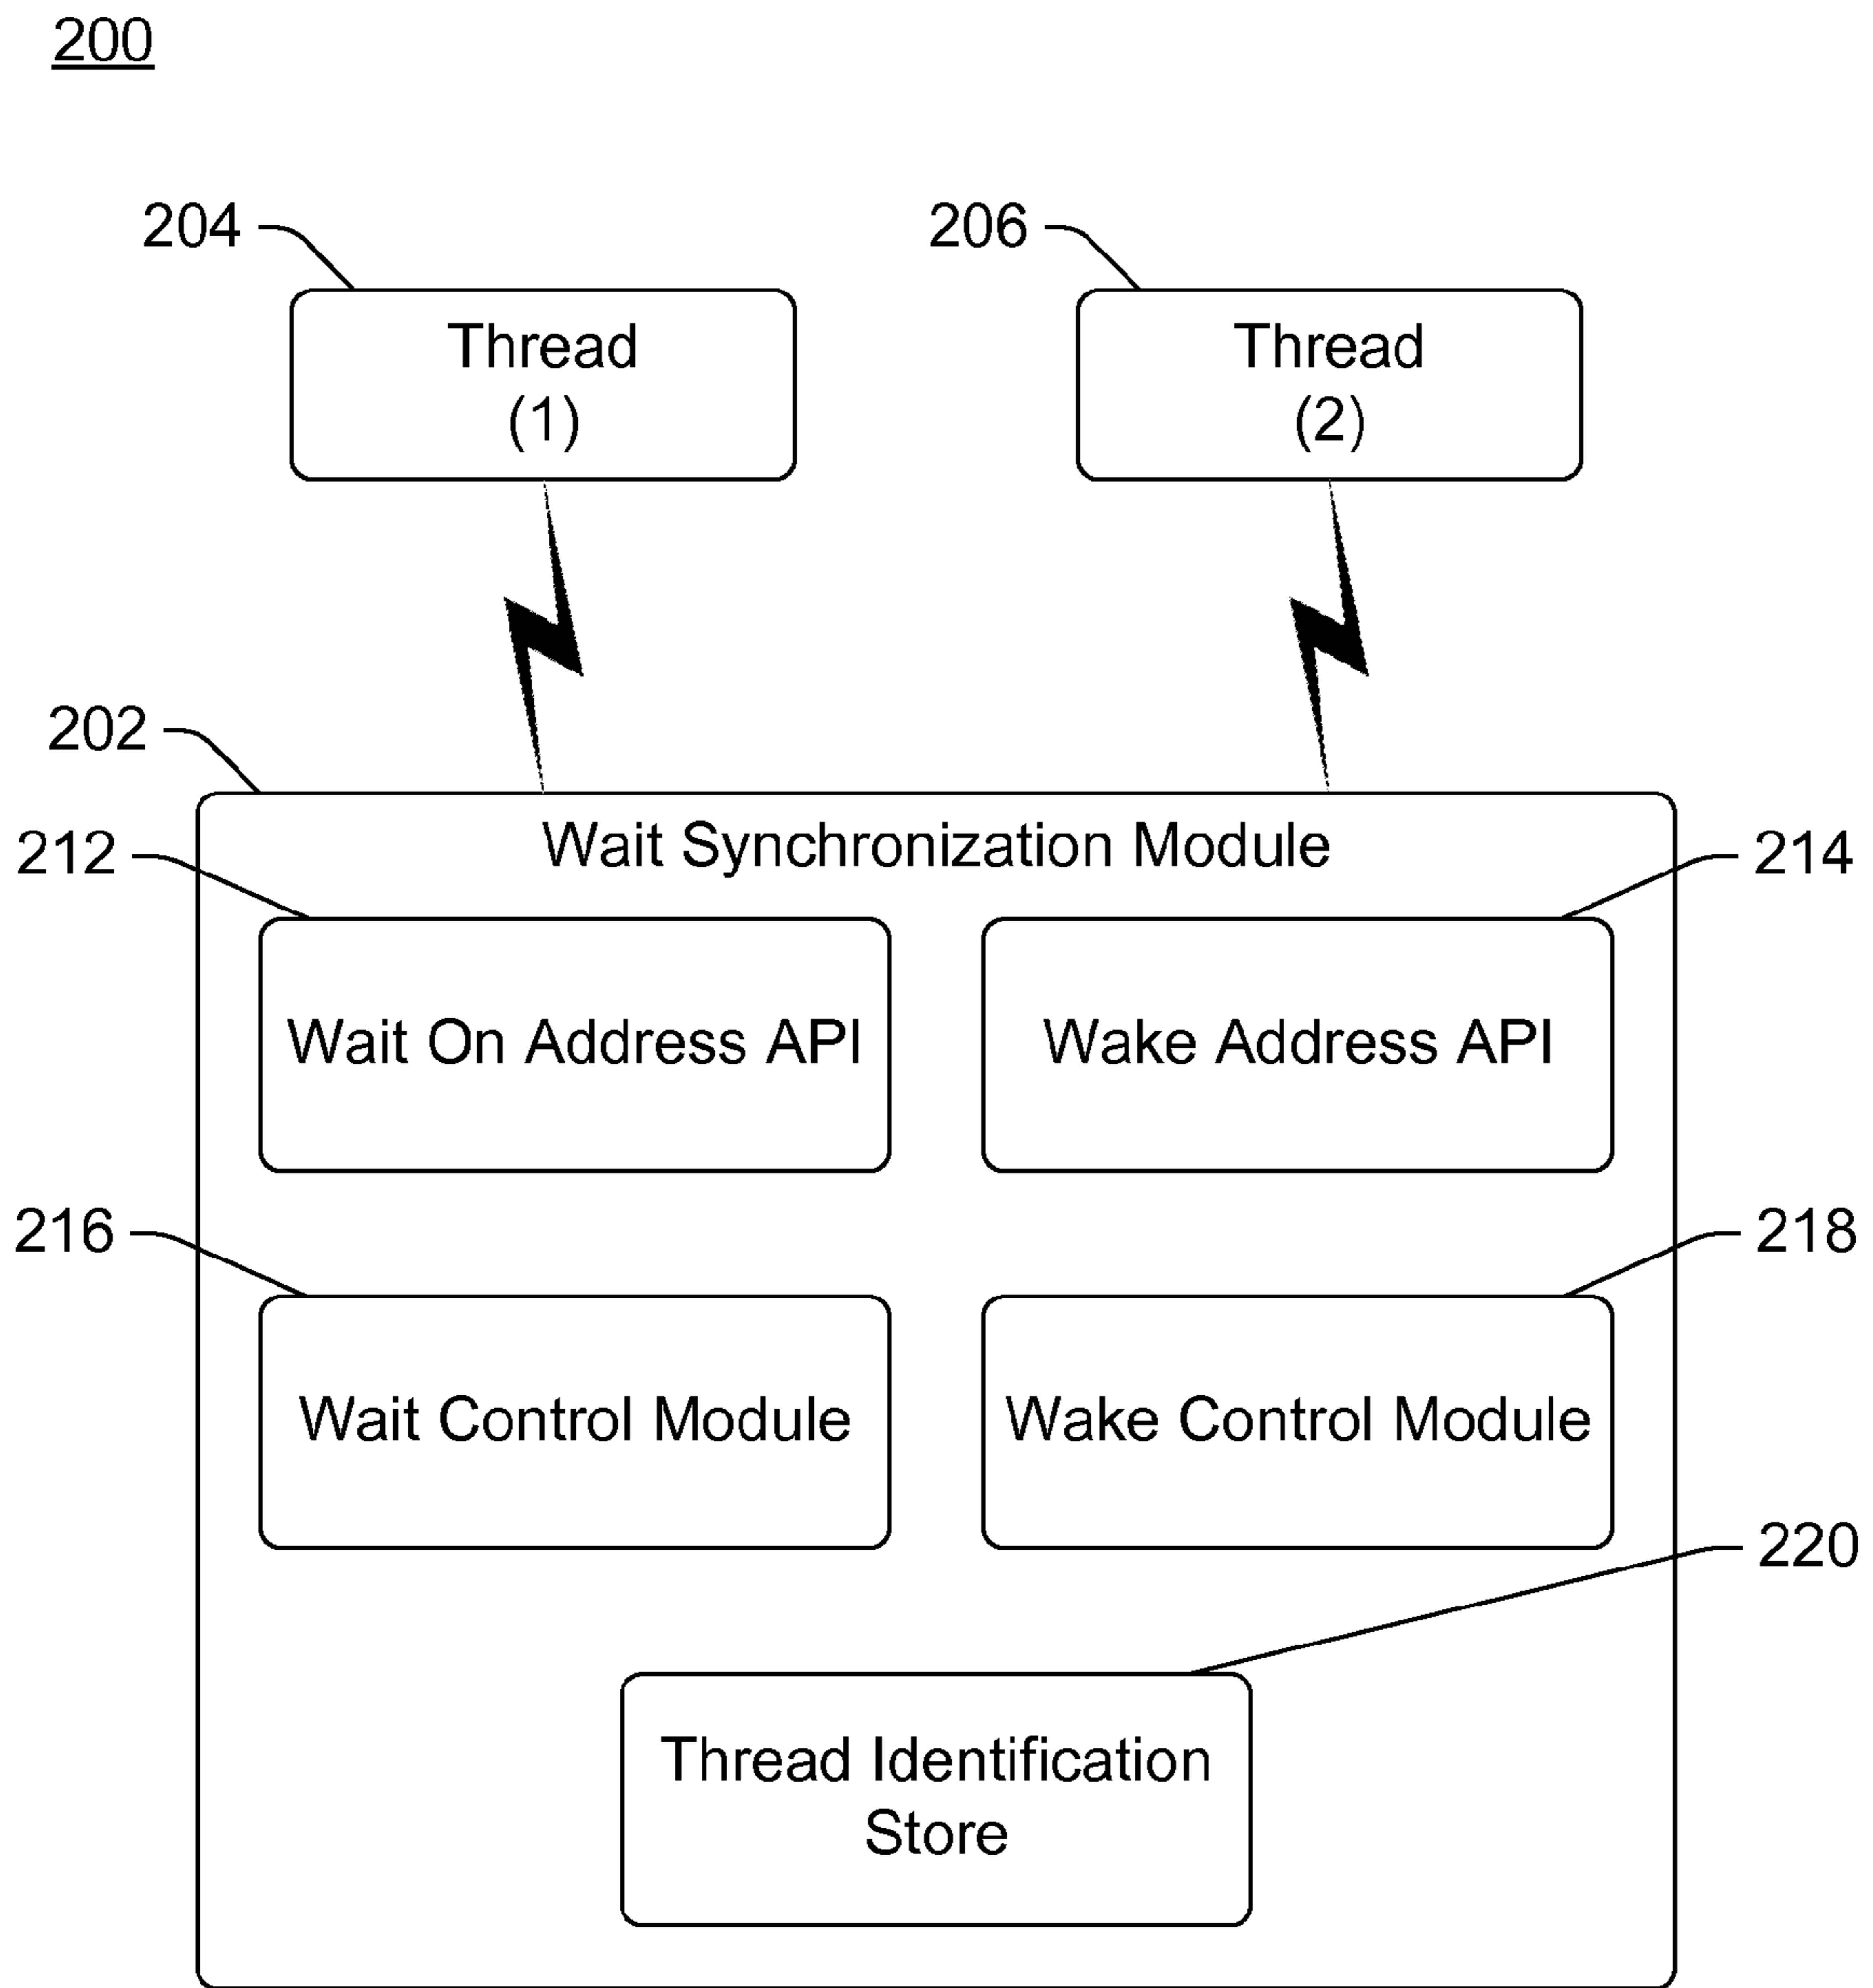 200
204
206
Thread
(1)
Thread
(2)
202
Wait Synchronization Module
212
214
Wait On Address API
Wake Address API
216
218
Wait Control Module
Wake Control Module
220
Thread Identification
Store